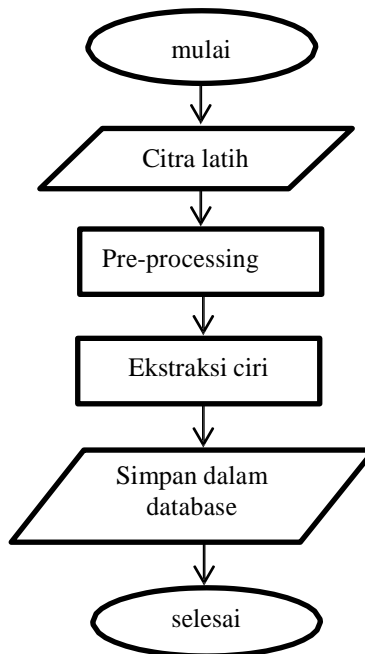 mulai
Citra latih
Pre-processing
Ekstraksi ciri
Simpan dalam
database
selesai